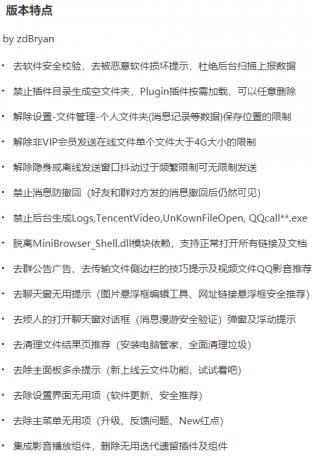 版本特点
by zdBryan
· 去软件安全校验，去被恶意软件损坏提示，杜绝后台扫描上报数据
· 禁止插件目录生成空文件夹，Plugin插件按需加载，可以任意删除
· 解除设置-文件管理-个人文件夹(消息记录等数据)保存位置的限制
· 解除非VIP会员发送在线文件单个文件大于4G大小的限制
· 解除隐身或离线发送窗口抖动过于频繁限制可无限制发送
· 禁止消息防撤回（好友和群对方发的消息撤回后仍然可见）
· 禁止后台生成Logs,TencentVideo,UnKownFileOpen, QQcall**.exe
· 脱离MiniBrowser_Shell.dll模块依赖，支持正常打开所有链接及文档
· 去群公告广告、去传输文件侧边栏的技巧提示及视频文件QQ影音推荐
· 去聊天窗无用提示（图片悬浮框编辑工具、网址链接悬浮框安全推荐）
· 去烦人的打开聊天窗对话框（消息漫游安全验证）弹窗及浮动提示
· 去清理文件结果页推荐（安装电脑管家，全面清理垃圾）
· 去除主面板多余提示（新上线云文件功能，试试看吧）
· 去除设置界面无用项（软件更新、安全推荐）
· 去除主菜单无用项（升级、反馈问题、New红点）
· 集成影音播放组件，删除无用迭代遗留插件及组件